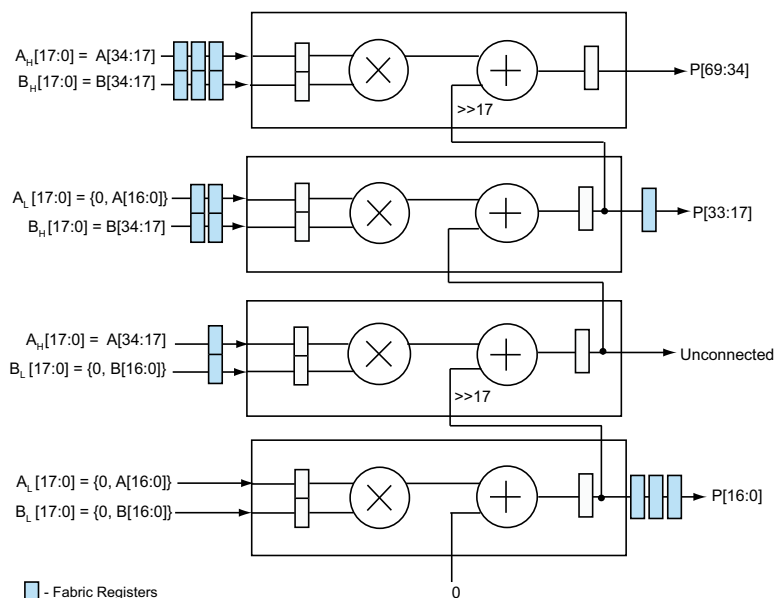 A_H[17:0] = A[34:17]
B_H[17:0] = B[34:17]
>>17
P[69:34]
A_L[17:0] = {0, A[16:0]}
B_H[17:0] = B[34:17]
P[33:17]
A_H[17:0] = A[34:17]
B_L[17:0] = {0, B[16:0]}
Unconnected
>>17
A_L[17:0] = {0, A[16:0]}
B_L[17:0] = {0, B[16:0]}
P[16:0]
0
- Fabric Registers